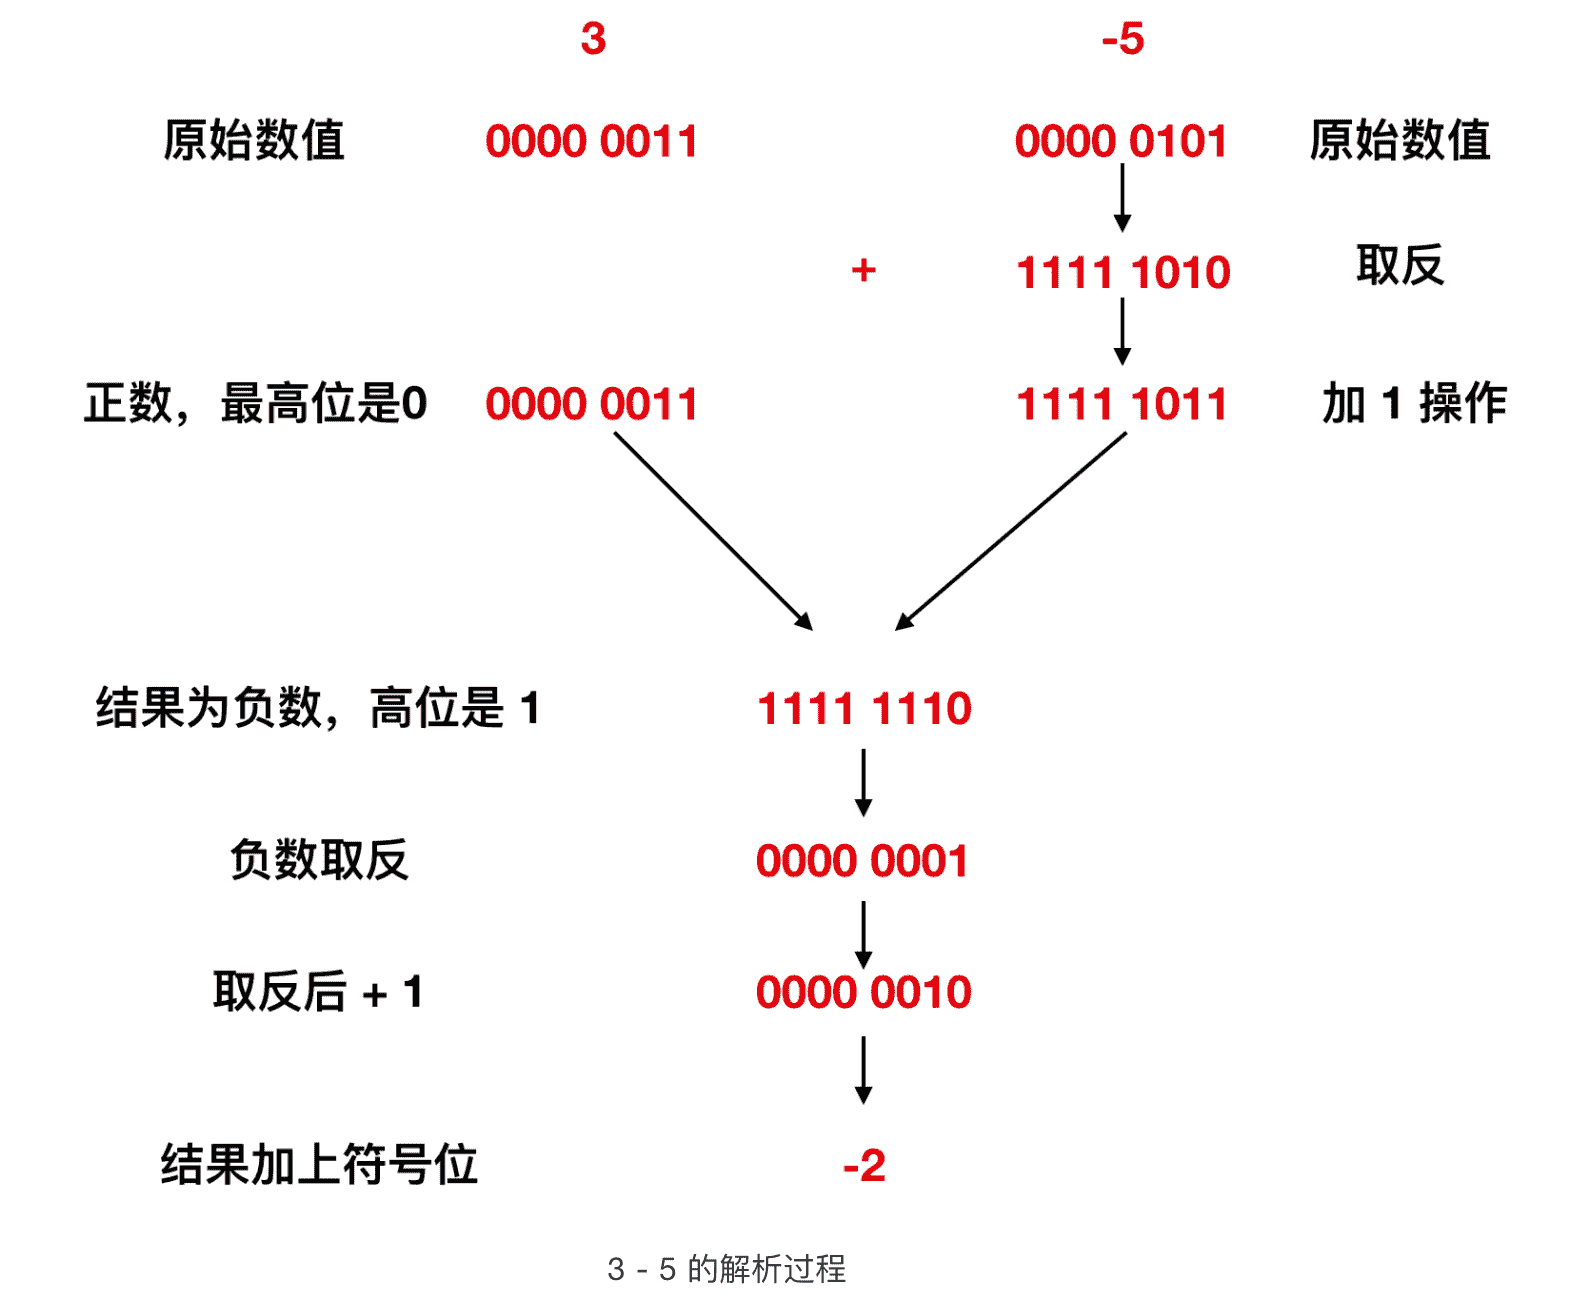 3 -5
原始数值 0000 0011 0000 0101 原始数值
+ 1111 1010 取反
正数，最高位是0 0000 0011 1111 1011 加 1 操作
结果为负数，高位是 1 1111 1110
负数取反 0000 0001
取反后 + 1 0000 0010
结果加上符号位 -2
3 - 5 的解析过程